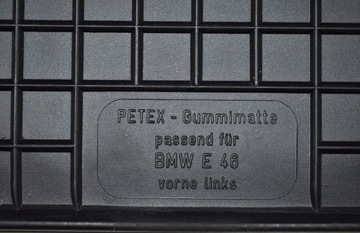 PETEX - Gummimatte
passend für
BMW E 46
vorne links